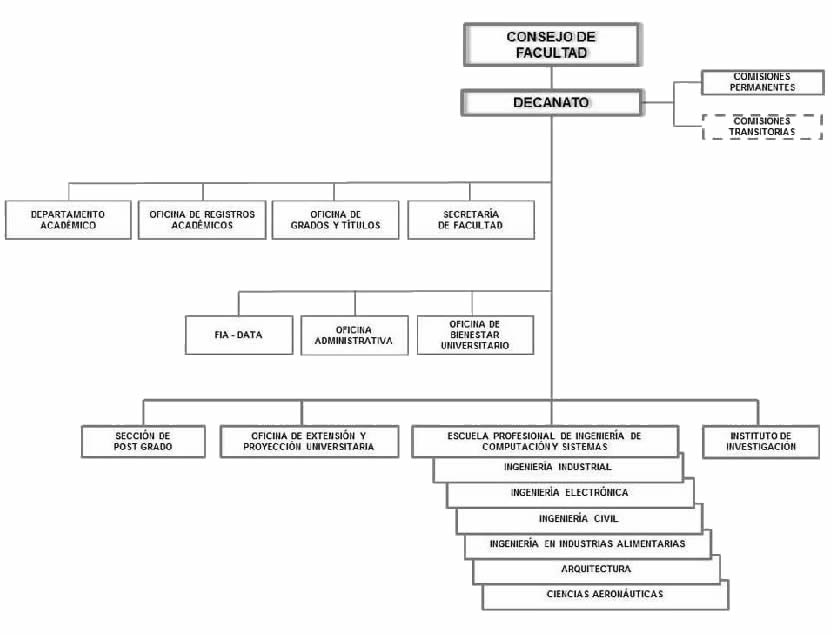 CONSEJO DE
FACULTAD
DECANATO
COMISIONES
PERMANENTES
COMISIONES
TRANSITORIAS
DEPARTAMENTO
ACADÉMICO
OFICINA DE REGISTROS
ACADÉMICOS
OFICINA DE
GRADOS Y TÍTULOS
SECRETARÍA
DE FACULTAD
FIA - DATA
OFICINA
ADMINISTRATIVA
OFICINA DE
BIENESTAR
UNIVERSITARIO
SECCIÓN DE
POST GRADO
OFICINA DE EXTENSIÓN Y
PROYECCIÓN UNIVERSITARIA
ESCUELA PROFESIONAL DE INGENIERÍA DE
COMPUTACIÓN Y SISTEMAS
INSTITUTO DE
INVESTIGACIÓN
INGENIERÍA INDUSTRIAL
INGENIERÍA ELECTRÓNICA
INGENIERÍA CIVIL
INGENIERÍA EN INDUSTRIAS ALIMENTARIAS
ARQUITECTURA
CIENCIAS AERONÁUTICAS